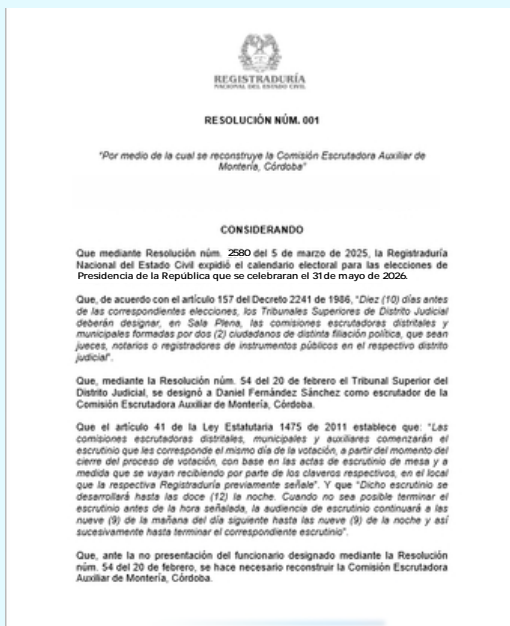 REGISTRADURÍA
NACIONAL DEL ESTADO CIVIL
RESOLUCIÓN NÚM. 001
"Por medio de la cual se reconstruye la Comisión Escrutadora Auxiliar de
Montería, Córdoba"
CONSIDERANDO
Que mediante Resolución núm. 2580 del 5 de marzo de 2025, la Registraduría
Nacional del Estado Civil expidió el calendario electoral para las elecciones de
Presidencia de la República que se celebraran el 31 de mayo de 2026.
Que, de acuerdo con el artículo 157 del Decreto 2241 de 1986, "Diez (10) días antes
de las correspondientes elecciones, los Tribunales Superiores de Distrito Judicial
deberán designar, en Sala Plena, las comisiones escrutadoras distritales y
municipales formadas por dos (2) ciudadanos de distinta filiación política, que sean
jueces, notarios o registradores de instrumentos públicos en el respectivo distrito
judicial".
Que, mediante la Resolución núm. 54 del 20 de febrero el Tribunal Superior del
Distrito Judicial, se designó a Daniel Fernández Sánchez como escrutador de la
Comisión Escrutadora Auxiliar de Montería, Córdoba.
Que el artículo 41 de la Ley Estatutaria 1475 de 2011 establece que: "Las
comisiones escrutadoras distritales, municipales y auxiliares comenzarán el
escrutinio que les corresponde el mismo día de la votación, a partir del momento del
cierre del proceso de votación, con base en las actas de escrutinio de mesa y a
medida que se vayan recibiendo por parte de los claveros respectivos, en el local
que la respectiva Registraduría previamente señale". Y que "Dicho escrutinio se
desarrollará hasta las doce (12) la noche. Cuando no sea posible terminar el
escrutinio antes de la hora señalada, la audiencia de escrutinio continuará a las
nueve (9) de la mañana del día siguiente hasta las nueve (9) de la noche y así
sucesivamente hasta terminar el correspondiente escrutinio".
Que, ante la no presentación del funcionario designado mediante la Resolución
núm. 54 del 20 de febrero, se hace necesario reconstruir la Comisión Escrutadora
Auxiliar de Montería, Córdoba.